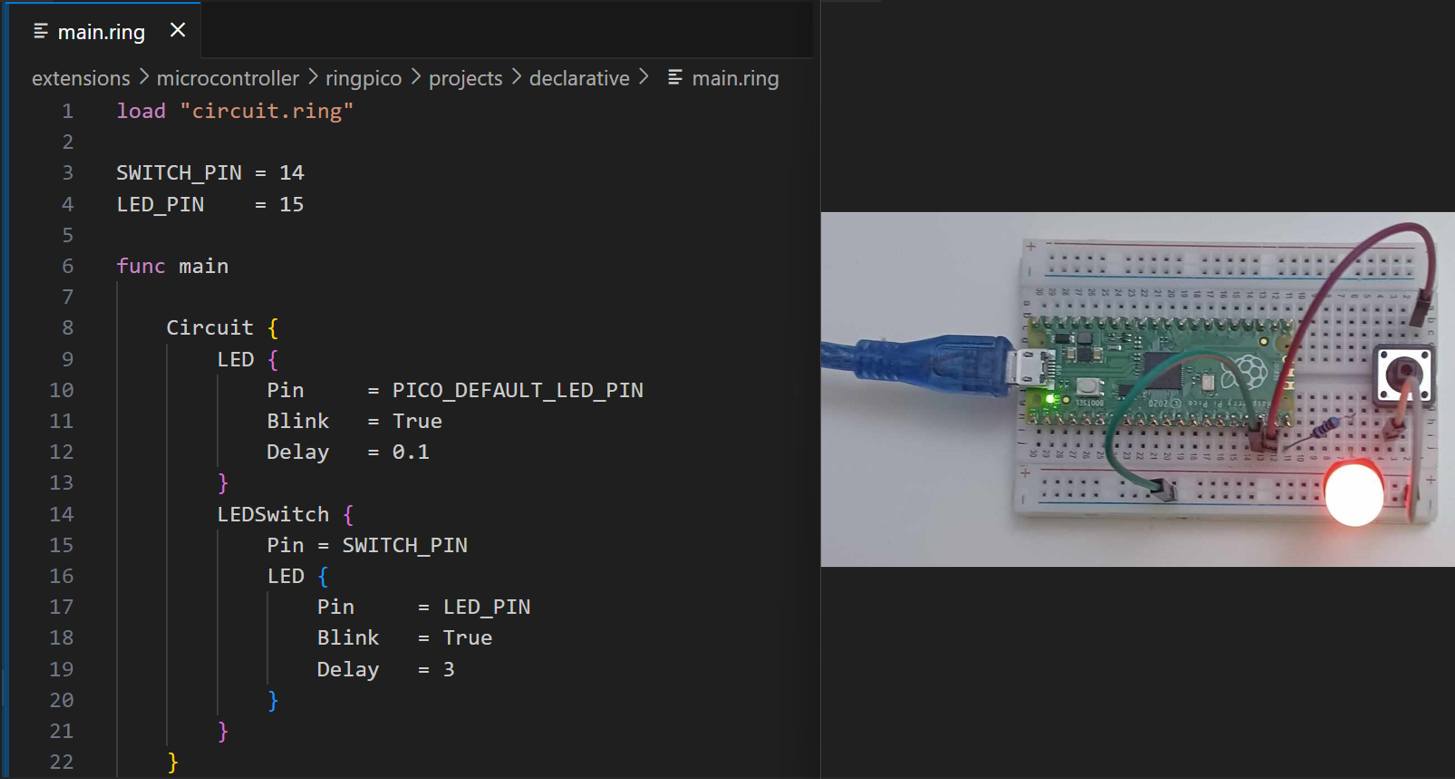 main.ring
extensions > microcontroller > ringpico > projects > declarative > main.ring
1 load "circuit.ring"
2
3 SWITCH_PIN = 14
4 LED_PIN    = 15
5
6 func main
7
8     Circuit {
9         LED {
10             Pin     = PICO_DEFAULT_LED_PIN
11             Blink   = True
12             Delay   = 0.1
13         }
14         LEDSwitch {
15             Pin = SWITCH_PIN
16             LED {
17                 Pin     = LED_PIN
18                 Blink   = True
19                 Delay   = 3
20             }
21         }
22     }